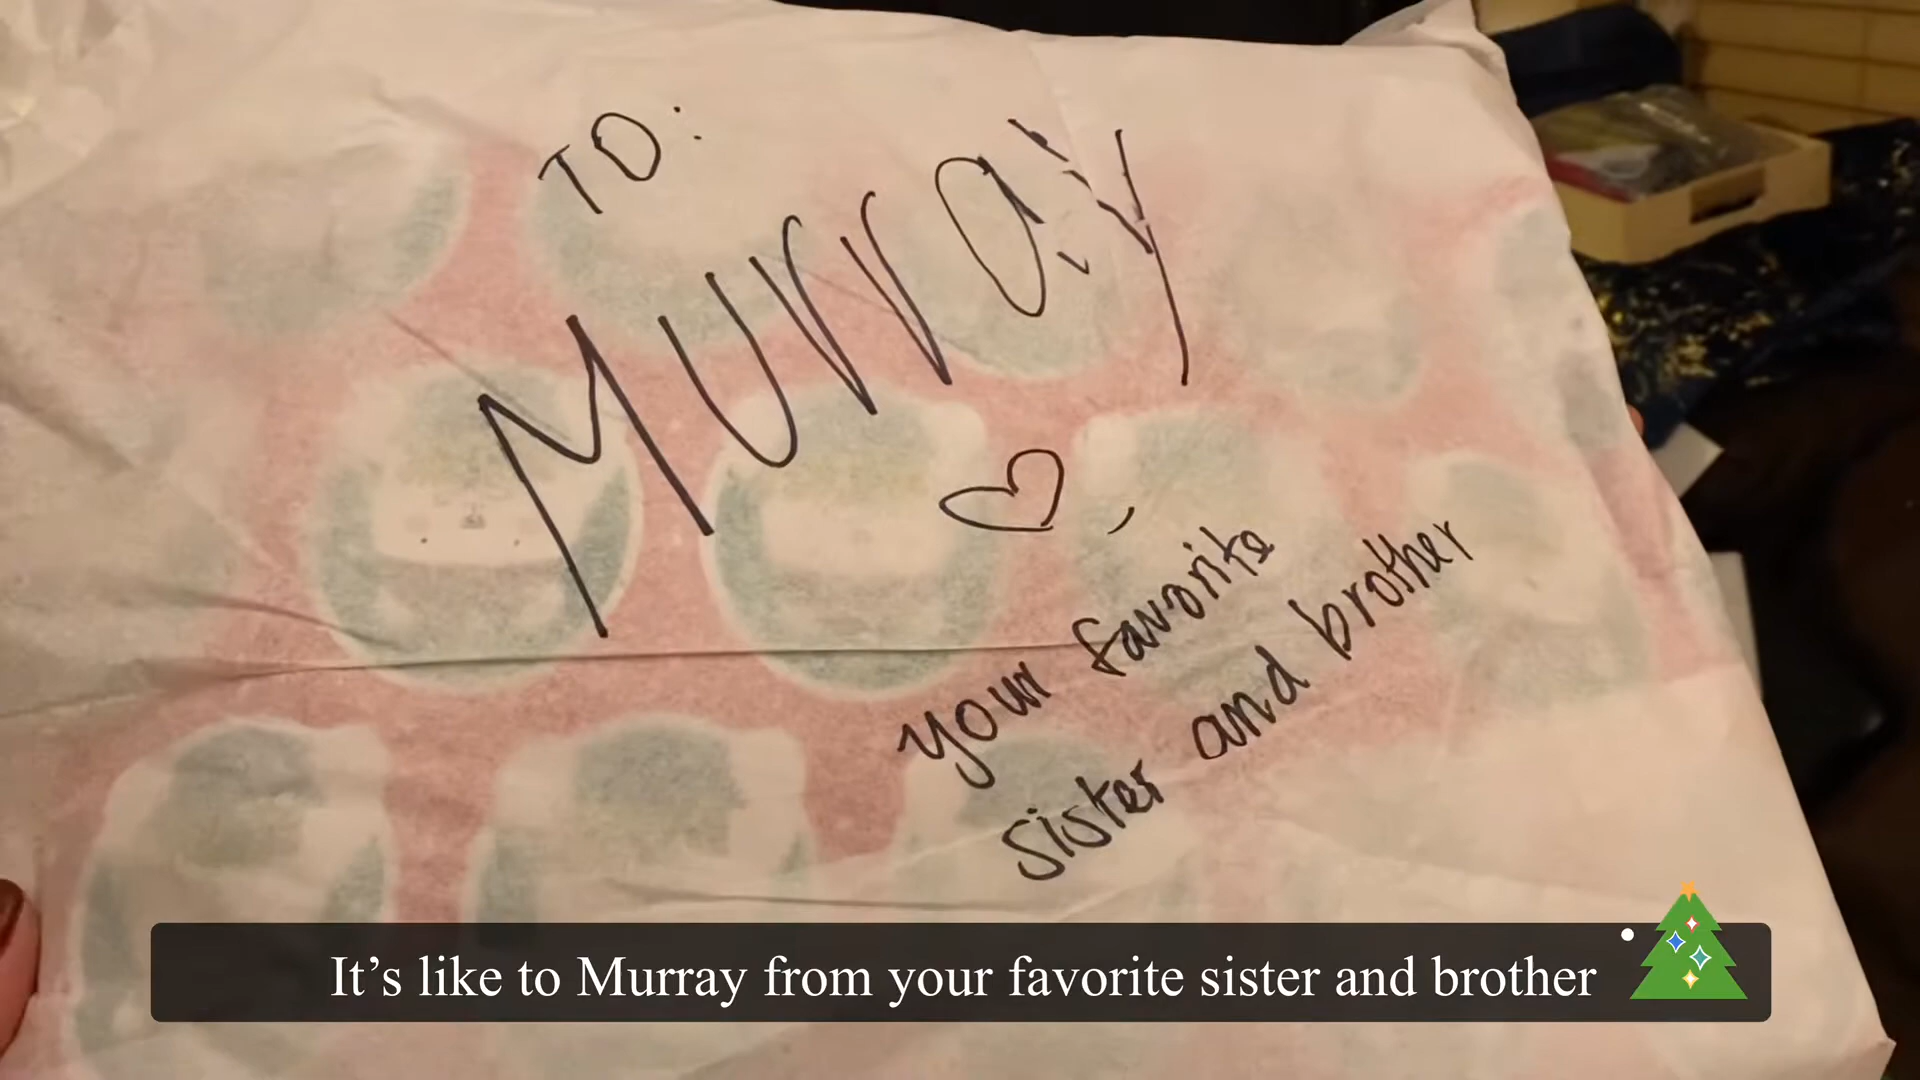 TO:
Murray
your favorite
sister and brother
It's like to Murray from your favorite sister and brother